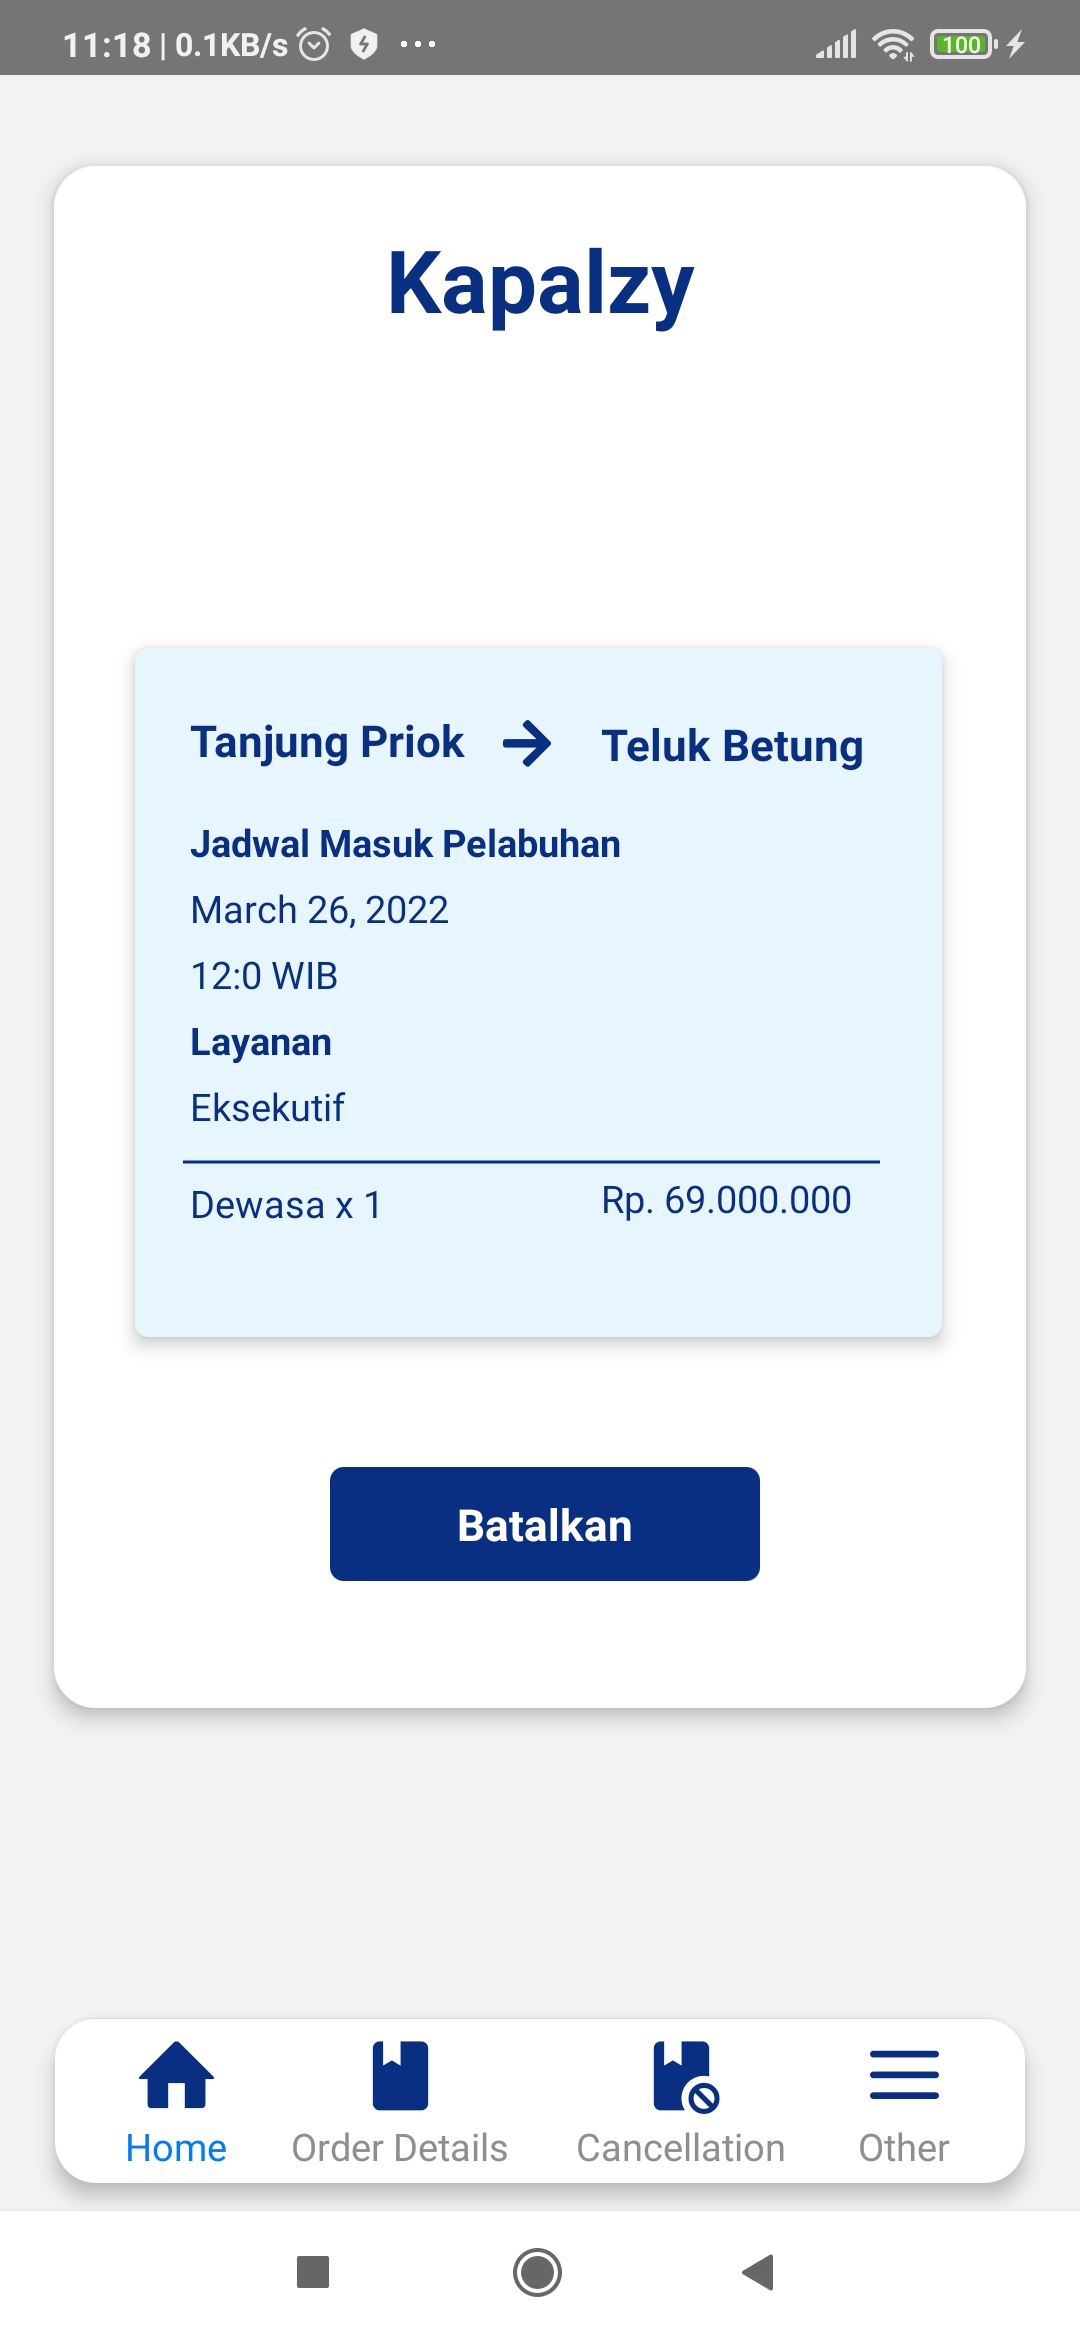 11:18 | 0.1KB/s ...
100
Kapalzy
Tanjung Priok → Teluk Betung
Jadwal Masuk Pelabuhan
March 26, 2022
12:0 WIB
Layanan
Eksekutif
Dewasa x 1 Rp. 69.000.000
Batalkan
Home Order Details Cancellation Other